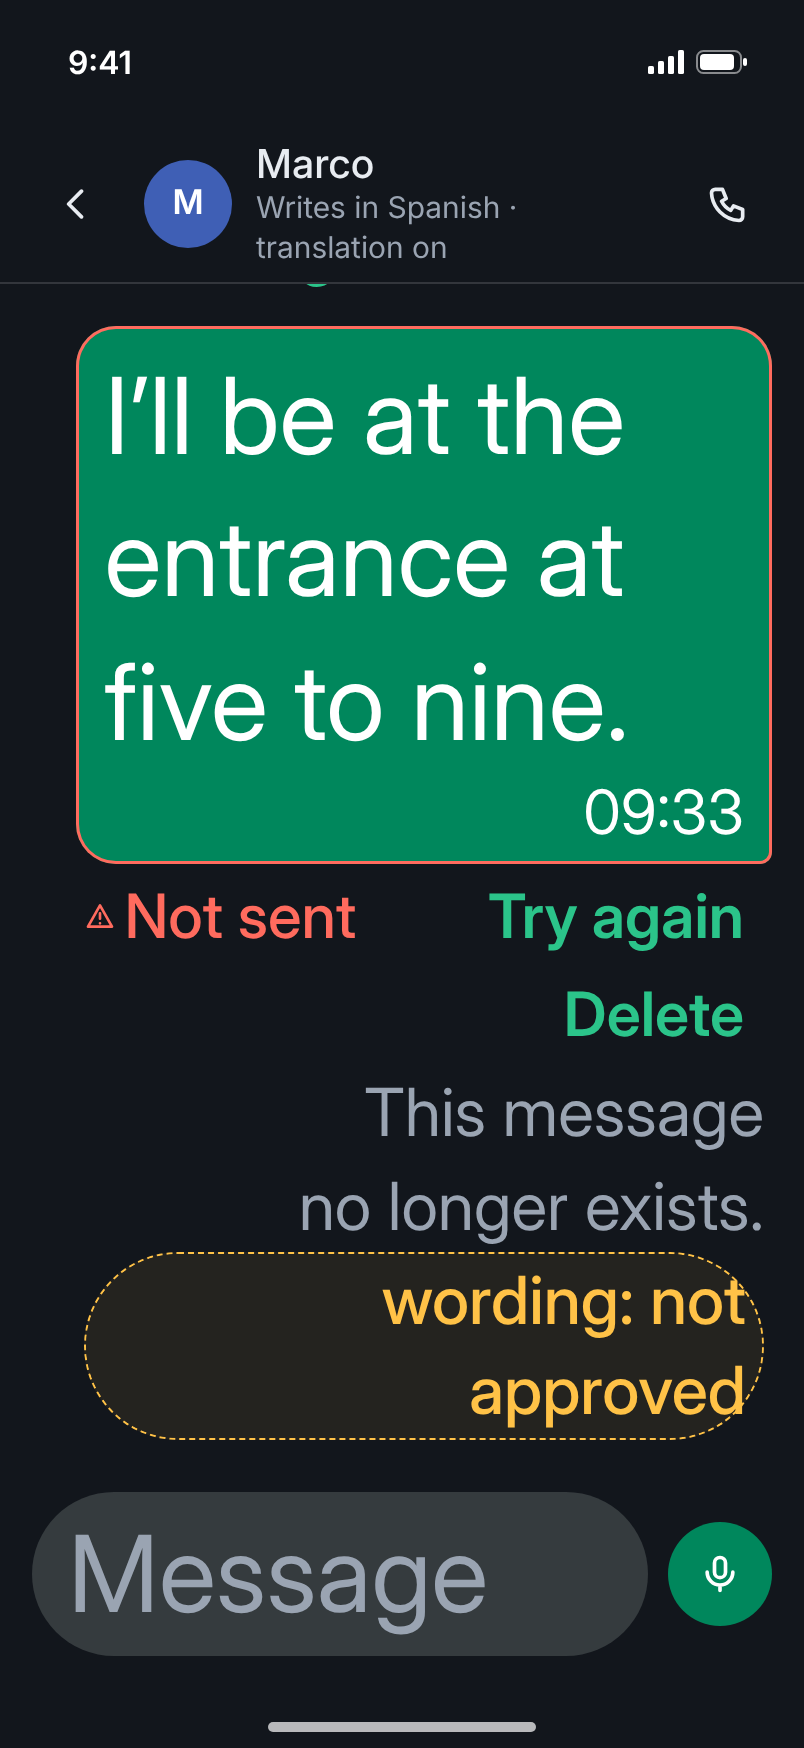 9:41
M
Marco
Writes in Spanish ·
translation on
I’ll be at the
entrance at
five to nine.
09:33
Not sent
Try again
Delete
This message
no longer exists.
wording: not
approved
Message